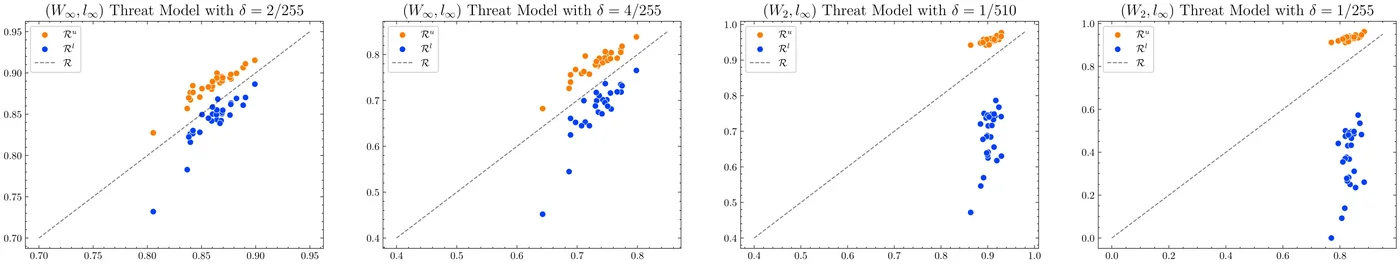 (W∞, l∞) Threat Model with δ = 2/255
0.95
0.90
0.85
0.80
0.75
0.70
0.70 0.75 0.80 0.85 0.90 0.95
ℛᵘ
ℛˡ
ℛ
(W∞, l∞) Threat Model with δ = 4/255
0.8
0.7
0.6
0.5
0.4
0.4 0.5 0.6 0.7 0.8
ℛᵘ
ℛˡ
ℛ
(W₂, l∞) Threat Model with δ = 1/510
1.0
0.9
0.8
0.7
0.6
0.5
0.4
0.4 0.5 0.6 0.7 0.8 0.9 1.0
ℛᵘ
ℛˡ
ℛ
(W₂, l∞) Threat Model with δ = 1/255
1.0
0.8
0.6
0.4
0.2
0.0
0.0 0.2 0.4 0.6 0.8
ℛᵘ
ℛˡ
ℛ